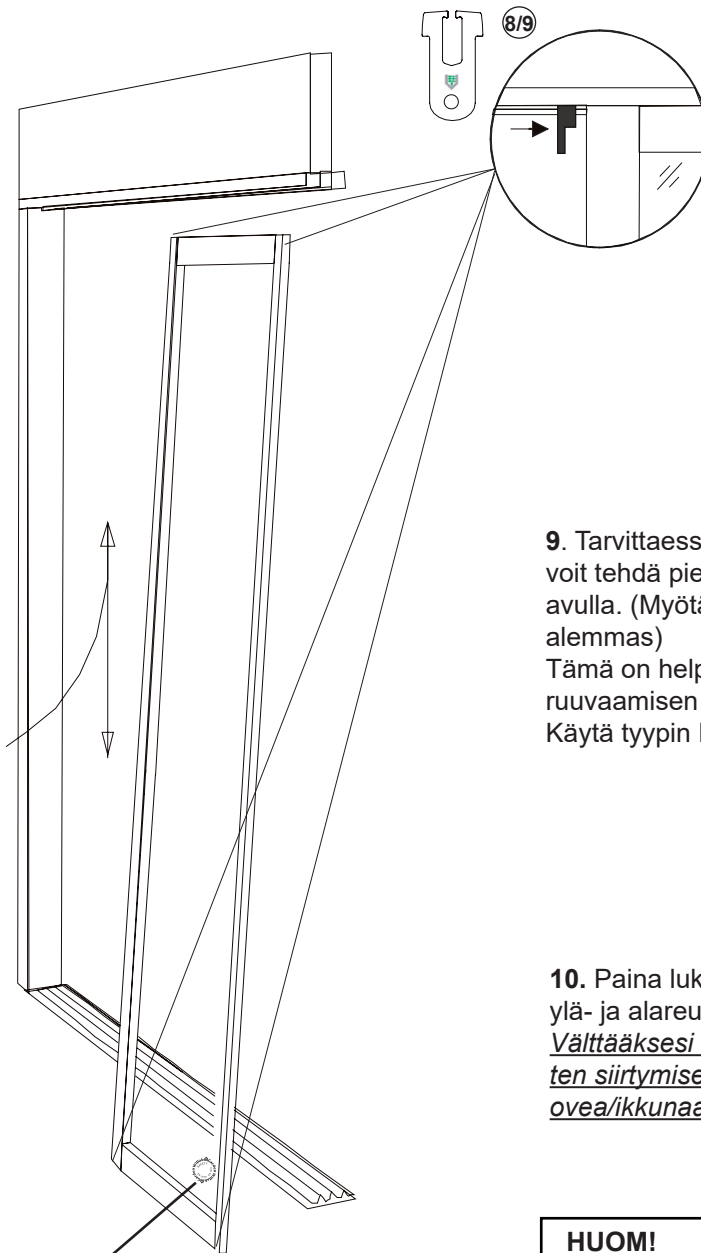 8/9
9. Tarvittaess
voit tehdä pie
avulla. (Myötä
alemmas)
Tämä on help
ruuvaamisen
Käytä tyypin
10. Paina luk
ylä- ja alareu
Välttääksesi
ten siirtymise
ovea/ikkunaa
HUOM!